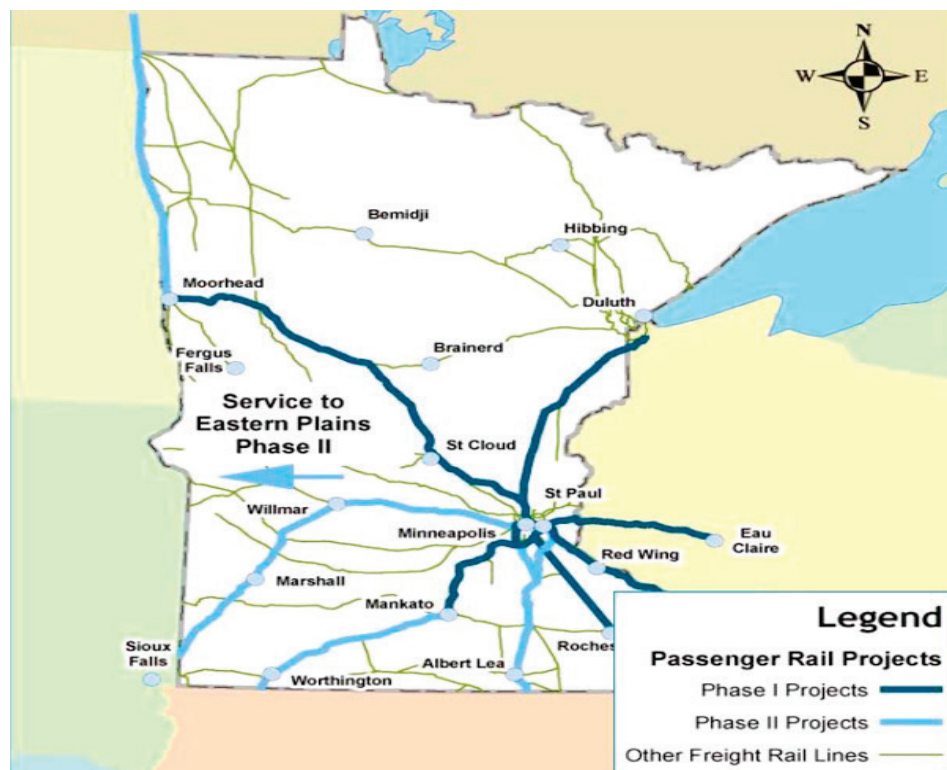 N
W E
S
Bemidji
Hibbing
Moorhead
Duluth
Fergus
Falls
Brainerd
Service to
Eastern Plains
Phase II
St Cloud
St Paul
Willmar
Minneapolis
Eau
Claire
Red Wing
Marshall
Mankato
Sioux
Falls
Roches
Albert Lea
Worthington
Legend
Passenger Rail Projects
Phase I Projects
Phase II Projects
Other Freight Rail Lines